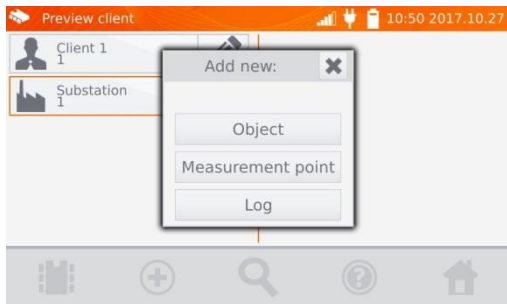 Preview client
10:50 2017.10.27
Client 1
1
Substation
1
Add new:
Object
Measurement point
Log